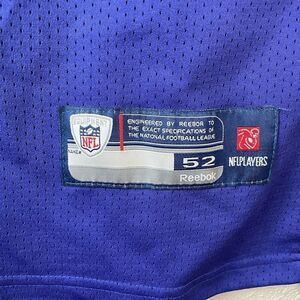 ENGINEERED BY REEBOK TO
THE EXACT SPECIFICATIONS OF
THE NATIONAL FOOTBALL LEAGUE
NFL
52
Reebok
NFLPLAYERS